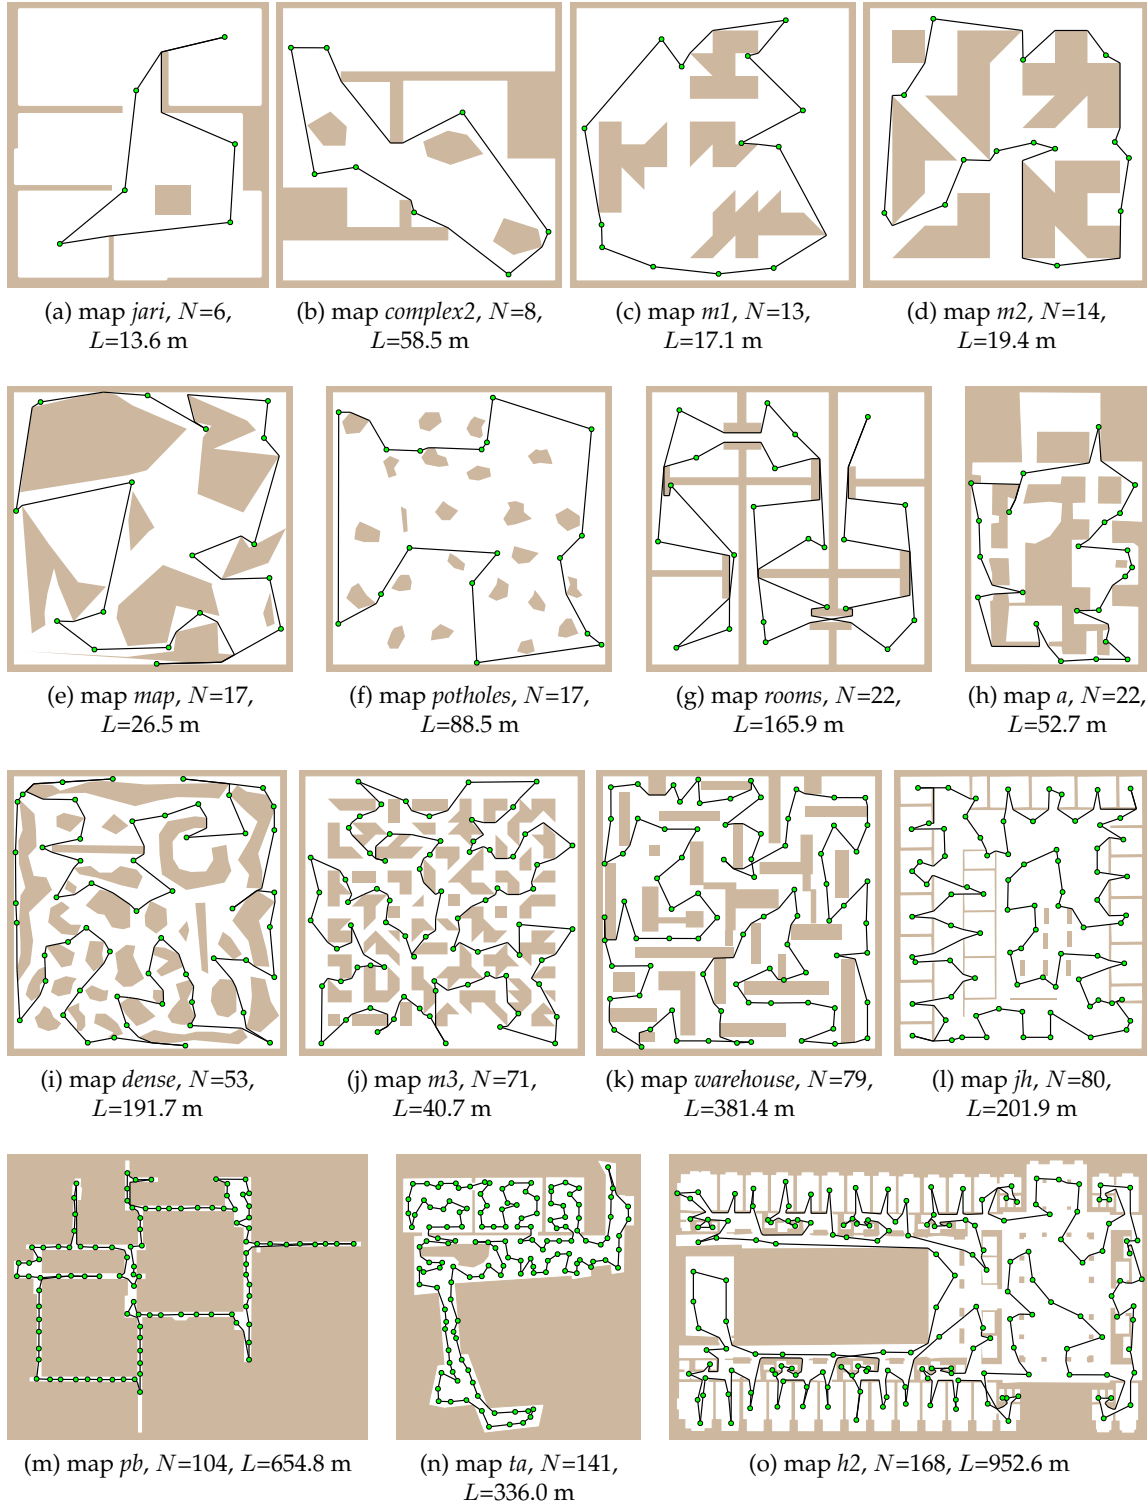 (a) map jari, N=6,
L=13.6 m
(b) map complex2, N=8,
L=58.5 m
(c) map m1, N=13,
L=17.1 m
(d) map m2, N=14,
L=19.4 m
(e) map map, N=17,
L=26.5 m
(f) map potholes, N=17,
L=88.5 m
(g) map rooms, N=22,
L=165.9 m
(h) map a, N=22,
L=52.7 m
(i) map dense, N=53,
L=191.7 m
(j) map m3, N=71,
L=40.7 m
(k) map warehouse, N=79,
L=381.4 m
(l) map jh, N=80,
L=201.9 m
(m) map pb, N=104, L=654.8 m
(n) map ta, N=141,
L=336.0 m
(o) map h2, N=168, L=952.6 m